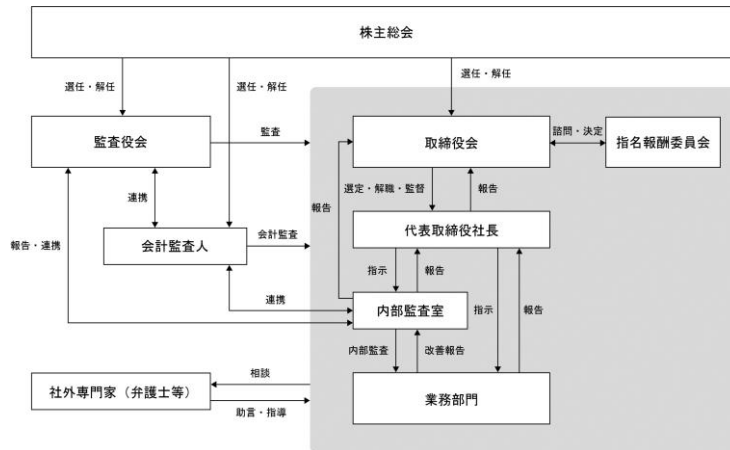 株主総会
選任・解任
選任・解任
選任・解任
監査役会
監査
取締役会
諮問・決定
指名報酬委員会
連携
報告
選定・解職・監督
報告
代表取締役社長
報告・連携
会計監査人
会計監査
指示
報告
連携
内部監査室
指示
報告
内部監査
改善報告
相談
社外専門家（弁護士等）
業務部門
助言・指導